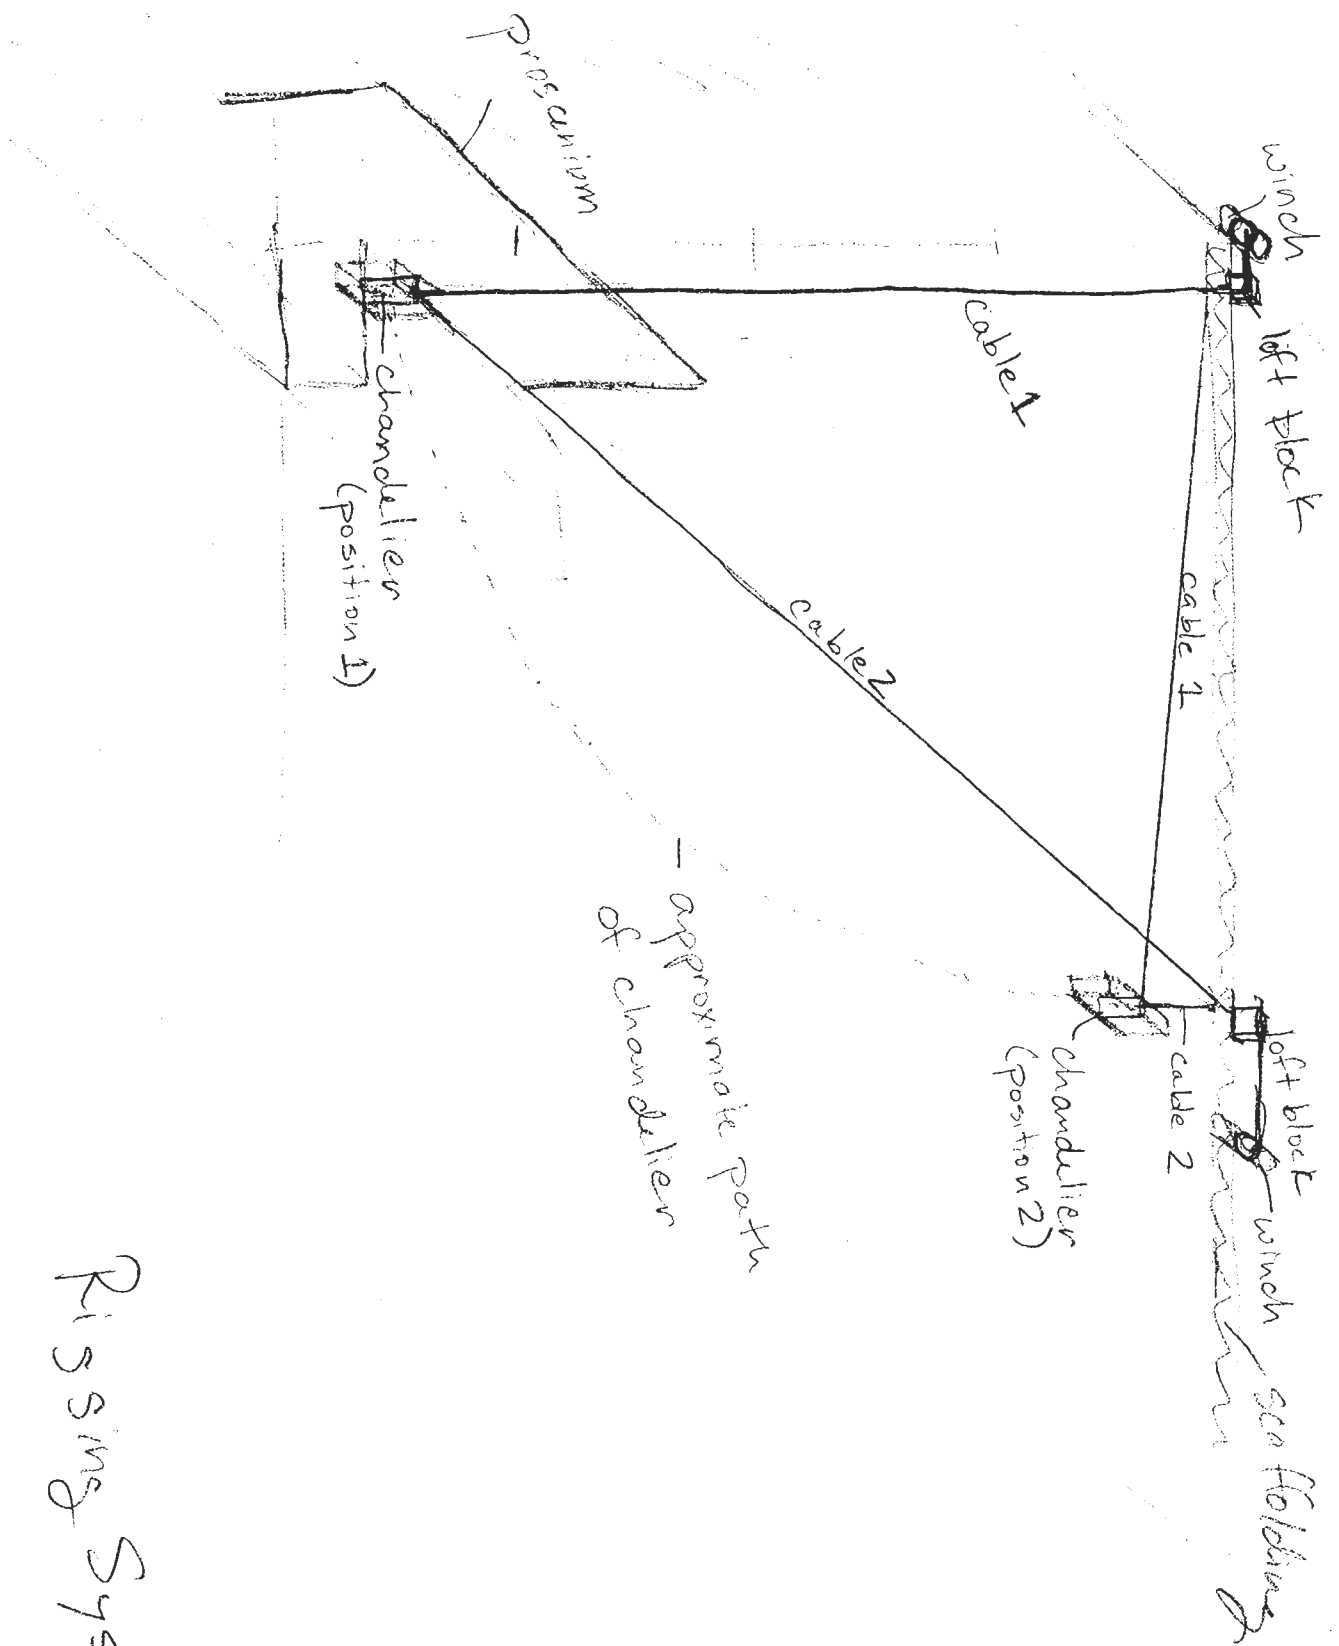 winch
loft block
loft block
winch
scaffolding
cable 1
cable 2
chandelier
(position 2)
cable 1
cable 2
approximate path
of chandelier
proscenium
chandelier
(position 1)
Rissing Sys